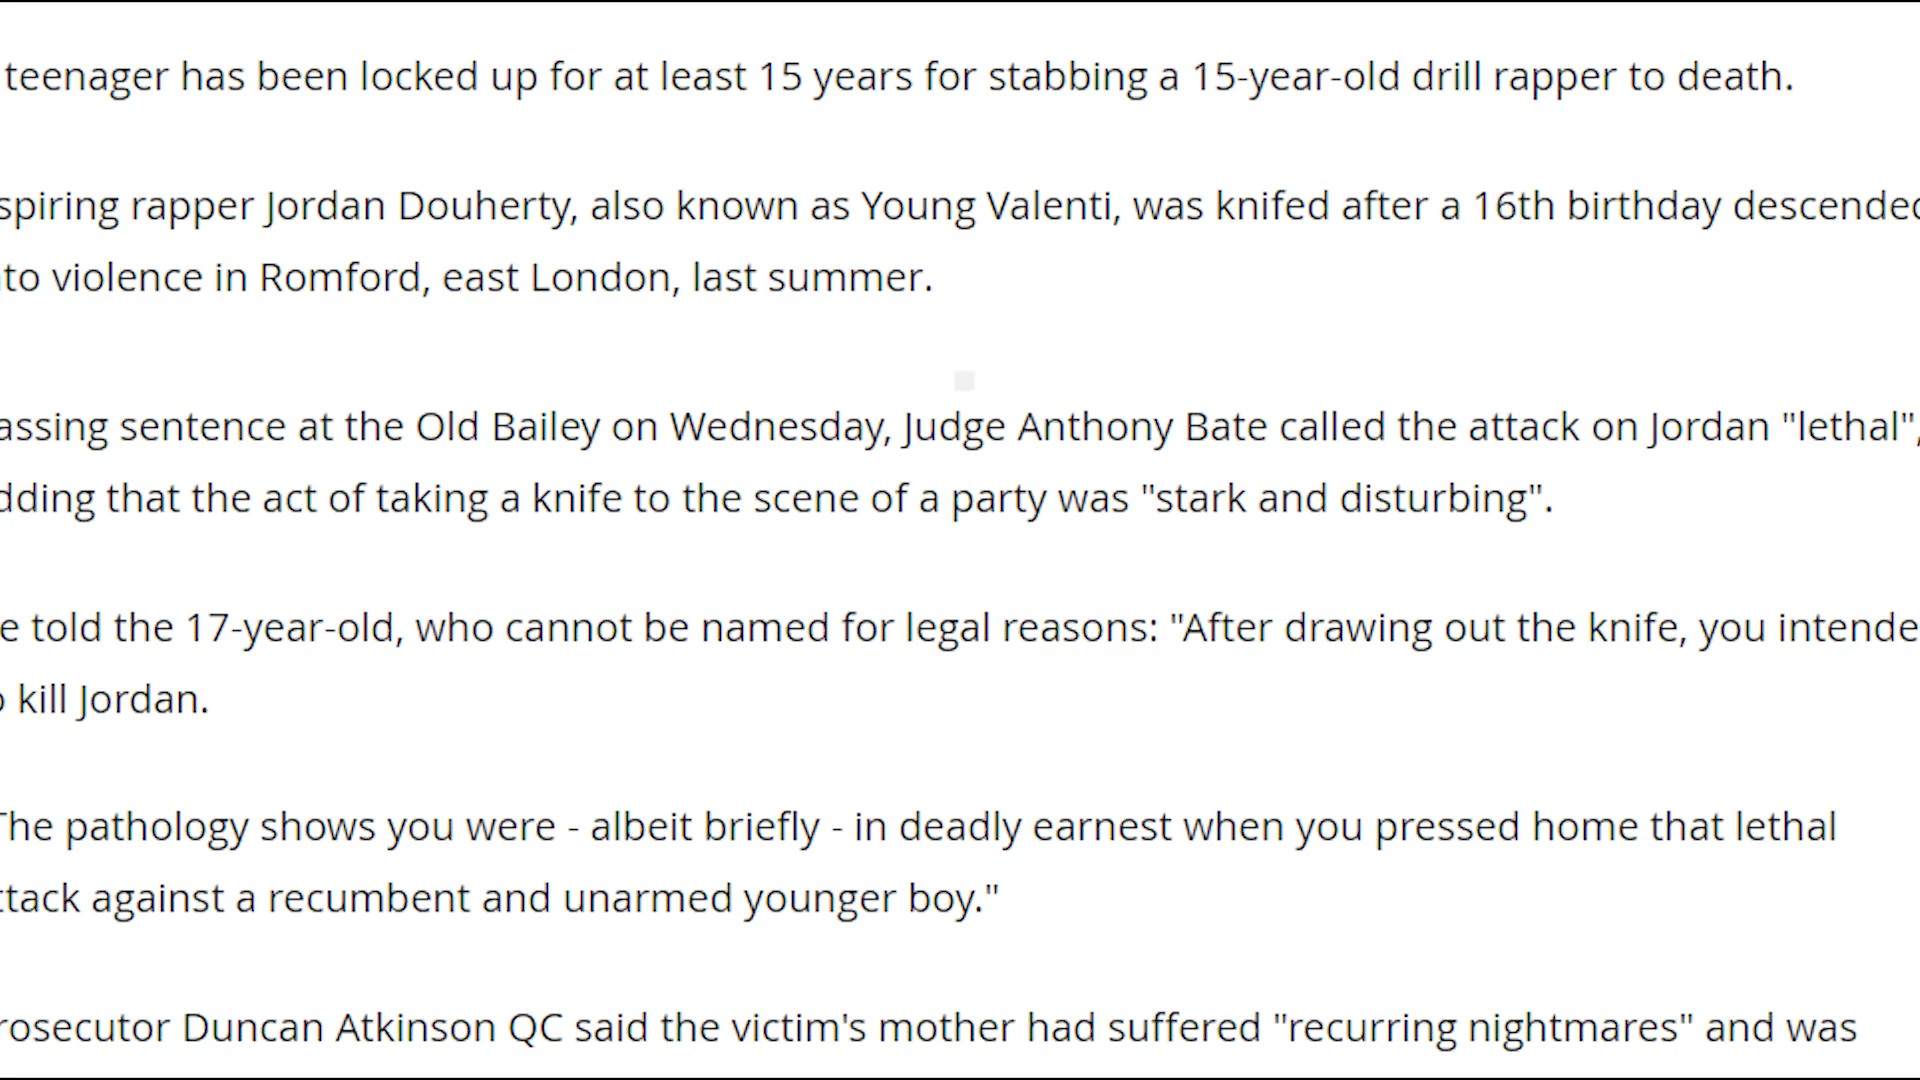 teenager has been locked up for at least 15 years for stabbing a 15-year-old drill rapper to death.
spiring rapper Jordan Douherty, also known as Young Valenti, was knifed after a 16th birthday descended
to violence in Romford, east London, last summer.
assing sentence at the Old Bailey on Wednesday, Judge Anthony Bate called the attack on Jordan "lethal",
dding that the act of taking a knife to the scene of a party was "stark and disturbing".
e told the 17-year-old, who cannot be named for legal reasons: "After drawing out the knife, you intende
kill Jordan.
The pathology shows you were - albeit briefly - in deadly earnest when you pressed home that lethal
ttack against a recumbent and unarmed younger boy."
rosecutor Duncan Atkinson QC said the victim's mother had suffered "recurring nightmares" and was